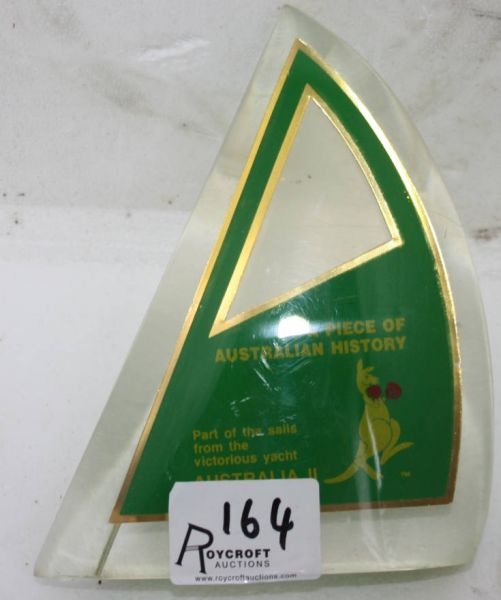 A PIECE OF
AUSTRALIAN HISTORY
Part of the sails
from the
victorious yacht
AUSTRALIA II
TM
164
ROYCROFT
AUCTIONS
www.roycroftauctions.com